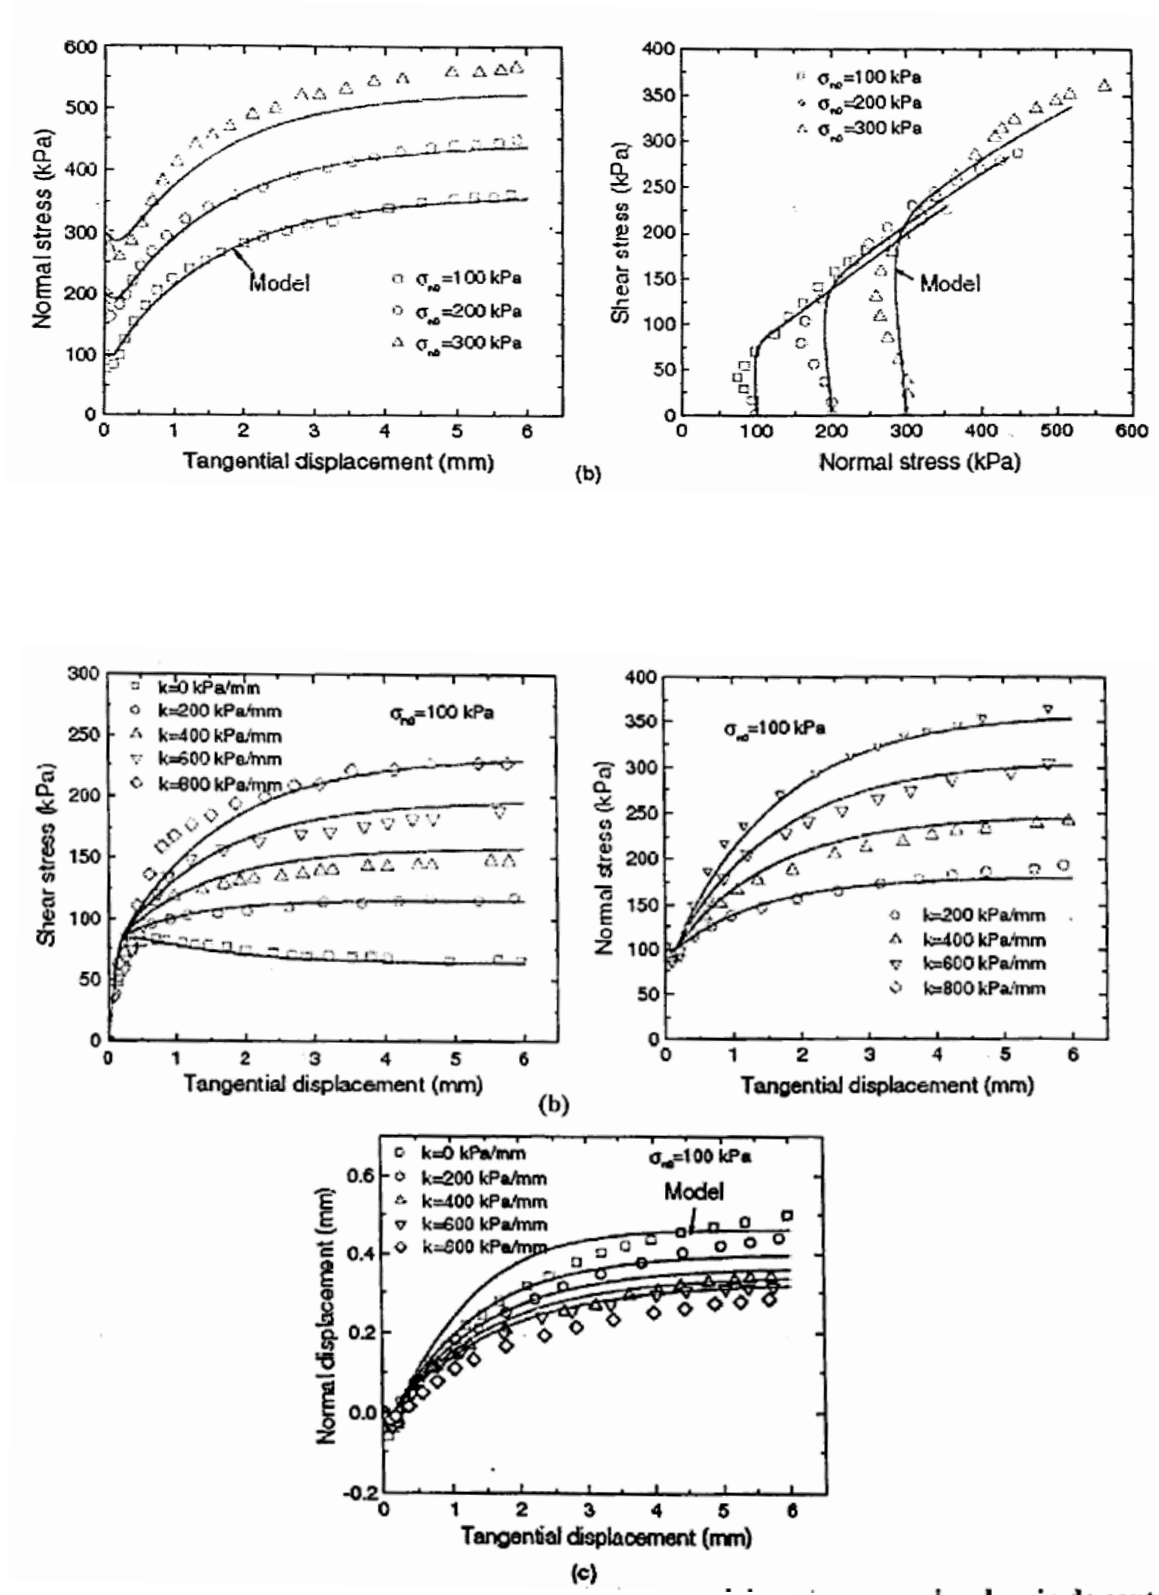 600
500
400
300
200
100
0
0 1 2 3 4 5 6
Normal stress (kPa)
Tangential displacement (mm)
Model
σn0=100 kPa
σn0=200 kPa
σn0=300 kPa
400
350
300
250
200
150
100
50
0
0 100 200 300 400 500 600
Shear stress (kPa)
Normal stress (kPa)
σn0=100 kPa
σn0=200 kPa
σn0=300 kPa
Model
(b)
300
250
200
150
100
50
0
0 1 2 3 4 5 6
Shear stress (kPa)
Tangential displacement (mm)
k=0 kPa/mm
k=200 kPa/mm
k=400 kPa/mm
k=600 kPa/mm
k=800 kPa/mm
σn0=100 kPa
400
350
300
250
200
150
100
50
0
0 1 2 3 4 5 6
Normal stress (kPa)
Tangential displacement (mm)
σn0=100 kPa
k=200 kPa/mm
k=400 kPa/mm
k=600 kPa/mm
k=800 kPa/mm
(b)
0.6
0.4
0.2
0.0
-0.2
0 1 2 3 4 5 6
Normal displacement (mm)
Tangential displacement (mm)
k=0 kPa/mm
k=200 kPa/mm
k=400 kPa/mm
k=600 kPa/mm
k=800 kPa/mm
σn0=100 kPa
Model
(c)